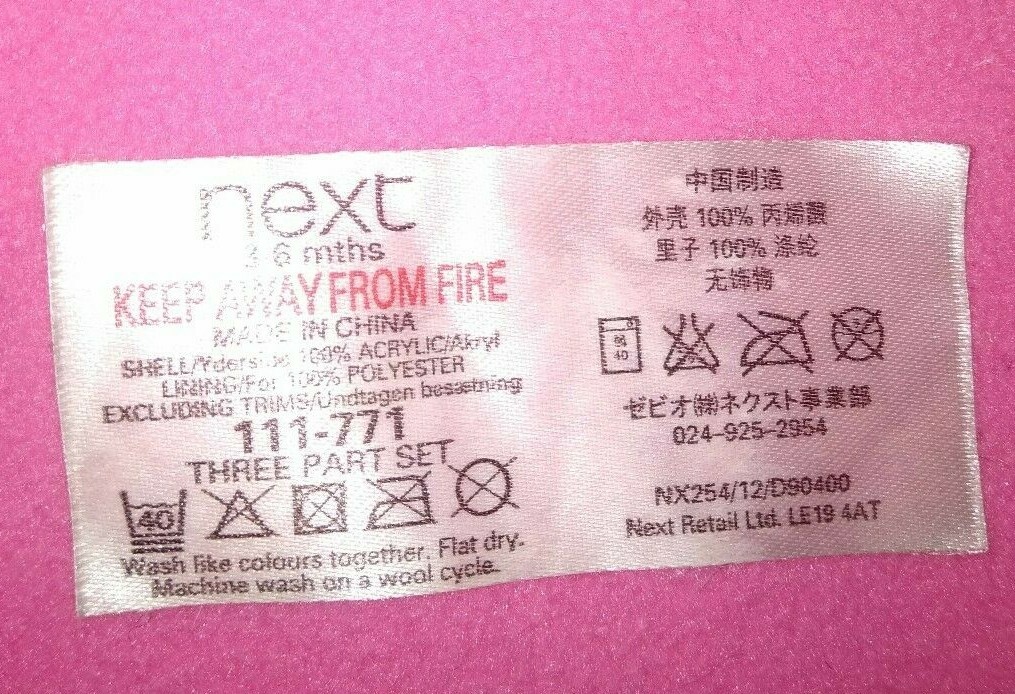 next
3 6 mths
KEEP AWAY FROM FIRE
MADE IN CHINA
SHELL/Yderside 100% ACRYLIC/Akryl
LINING/For 100% POLYESTER
EXCLUDING TRIMS/Undtagen besætning
111-771
THREE PART SET
40
Wash like colours together. Flat dry.
Machine wash on a wool cycle.
中国制造
外壳 100% 丙烯酸
里子 100% 涤纶
无饰物
弱
40
ゼビオ㈱ネクスト事業部
024-925-2954
NX254/12/D90400
Next Retail Ltd. LE19 4AT